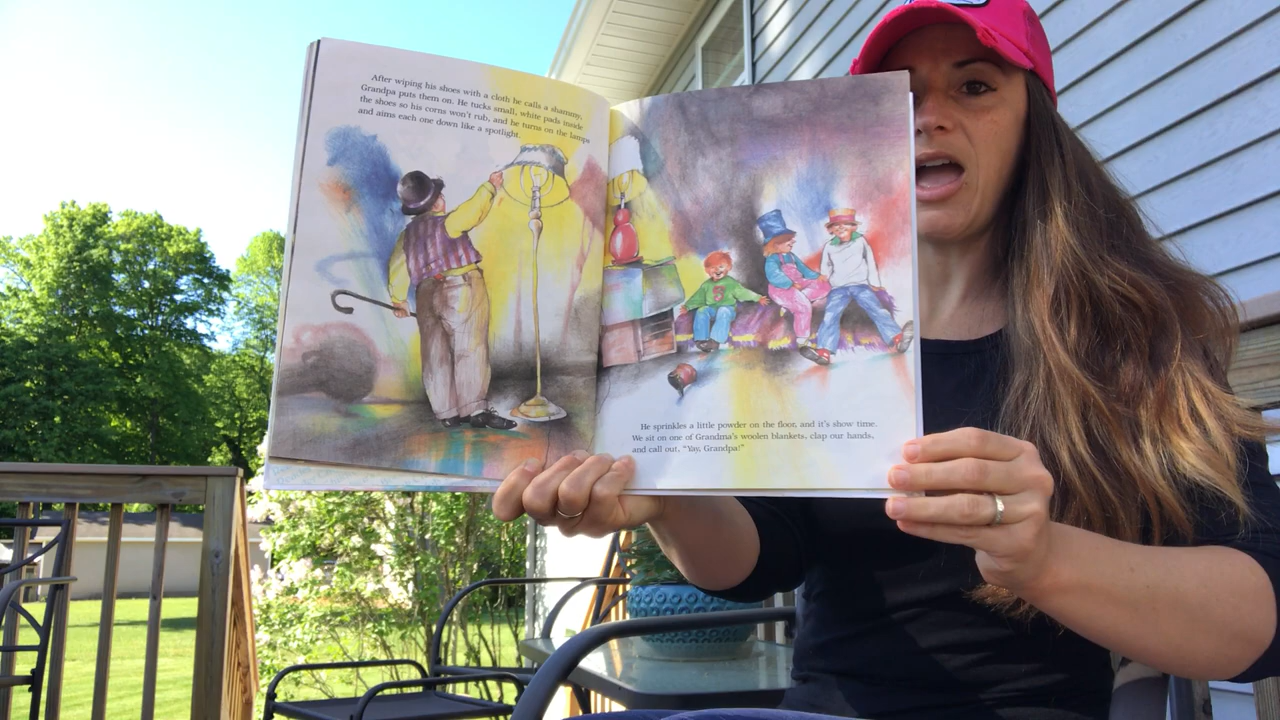 After wiping his shoes with a cloth he calls a shammy,
Grandpa puts them on. He tucks small, white pads inside
the shoes so his corns won't rub, and he turns on the lamps
and aims each one down like a spotlight.
He sprinkles a little powder on the floor, and it's show time.
We sit on one of Grandma's woolen blankets, clap our hands,
and call out, "Yay, Grandpa!"